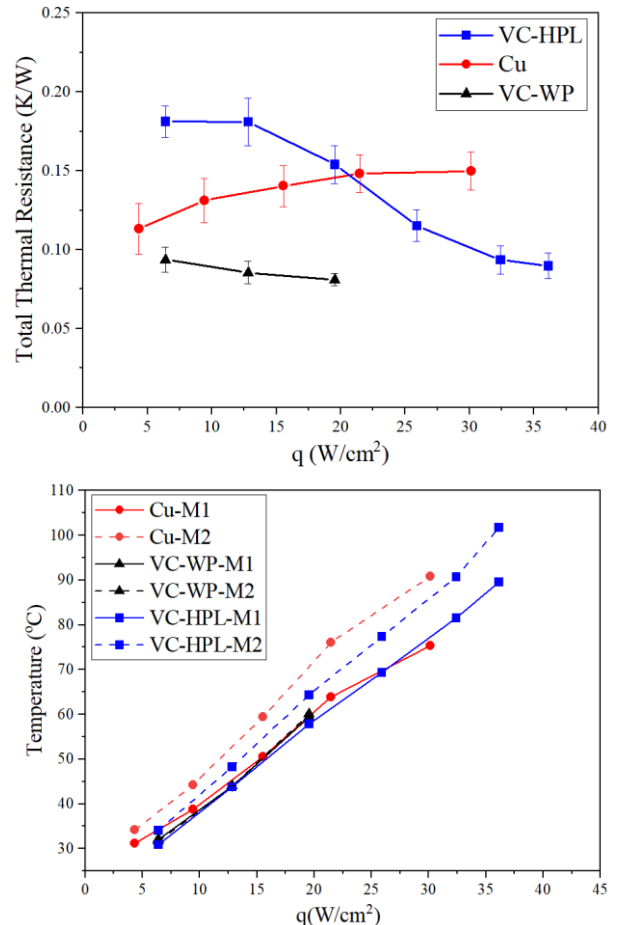 VC-HPL
Cu
VC-WP
Total Thermal Resistance (K/W)
0.25
0.20
0.15
0.10
0.05
0.00
0 5 10 15 20 25 30 35 40
q (W/cm²)
Cu-M1
Cu-M2
VC-WP-M1
VC-WP-M2
VC-HPL-M1
VC-HPL-M2
Temperature (°C)
110
100
90
80
70
60
50
40
30
0 5 10 15 20 25 30 35 40 45
q(W/cm²)